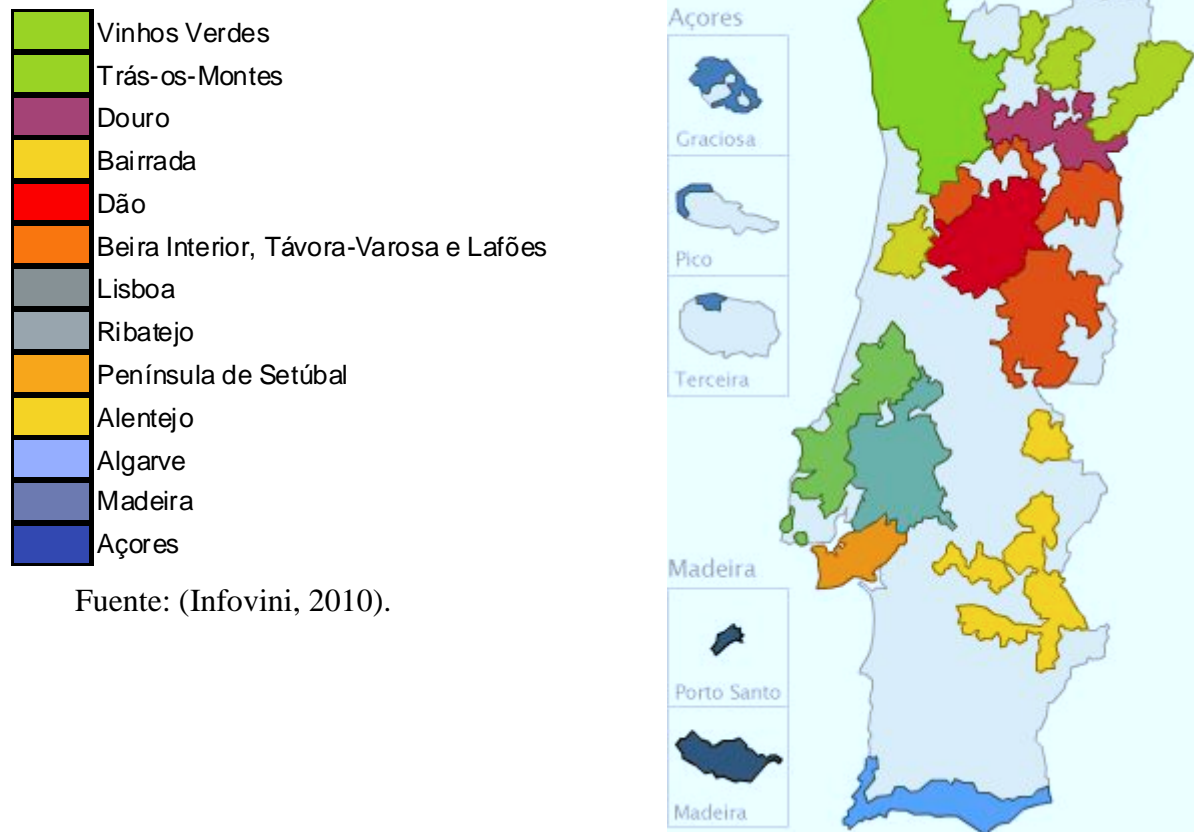 Vinhos Verdes
Trás-os-Montes
Douro
Bairrada
Dão
Beira Interior, Távora-Varosa e Lafões
Lisboa
Ribatejo
Península de Setúbal
Alentejo
Algarve
Madeira
Açores
Fuente: (Infovini, 2010).
Açores
Graciosa
Pico
Terceira
Madeira
Porto Santo
Madeira